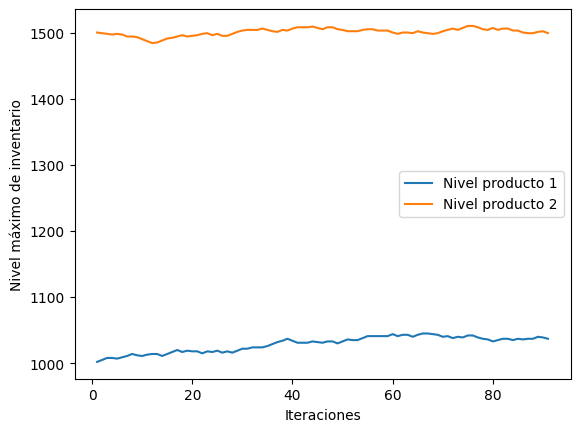 1500
1400
1300
1200
1100
1000
Nivel máximo de inventario
Nivel producto 1
Nivel producto 2
0
20
40
60
80
Iteraciones